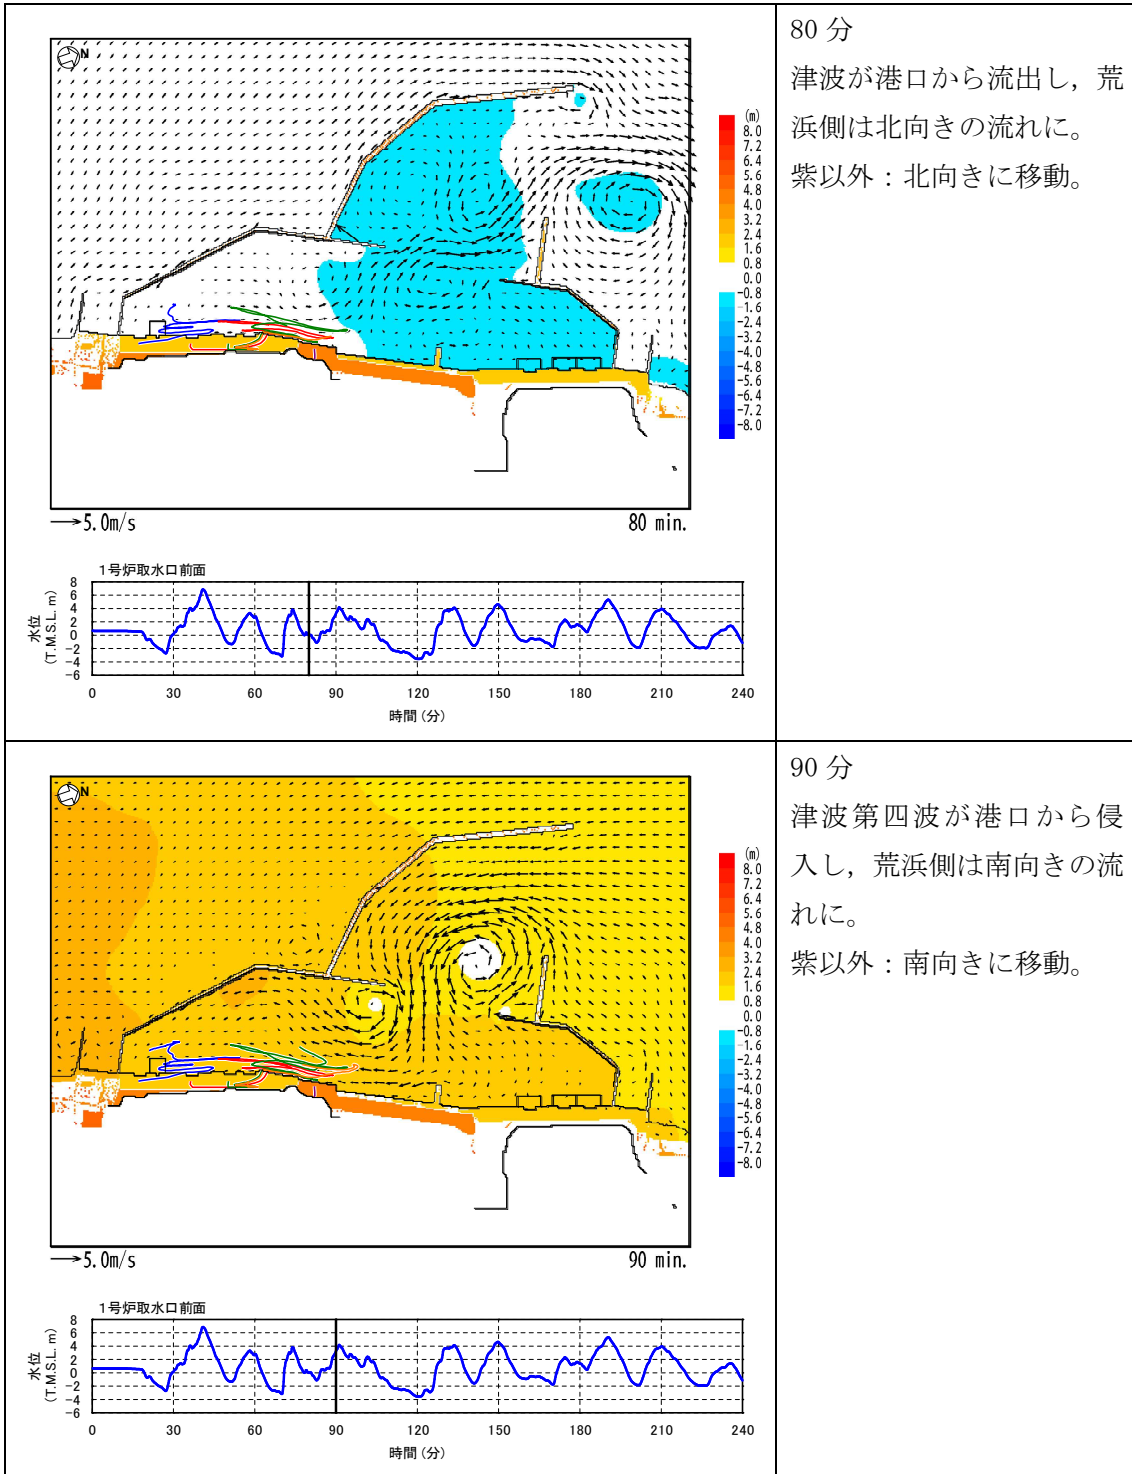 80 分
津波が港口から流出し，荒
浜側は北向きの流れに。
紫以外：北向きに移動。
N
(m)
8.0
7.2
6.4
5.6
4.8
4.0
3.2
2.4
1.6
0.8
0.0
-0.8
-1.6
-2.4
-3.2
-4.0
-4.8
-5.6
-6.4
-7.2
-8.0
5.0m/s
80 min.
1号炉取水口前面
水位
(T.M.S.L. m)
8
6
4
2
0
-2
-4
-6
0 30 60 90 120 150 180 210 240
時間(分)
90 分
津波第四波が港口から侵
入し，荒浜側は南向きの流
れに。
紫以外：南向きに移動。
N
(m)
8.0
7.2
6.4
5.6
4.8
4.0
3.2
2.4
1.6
0.8
0.0
-0.8
-1.6
-2.4
-3.2
-4.0
-4.8
-5.6
-6.4
-7.2
-8.0
5.0m/s
90 min.
1号炉取水口前面
水位
(T.M.S.L. m)
8
6
4
2
0
-2
-4
-6
0 30 60 90 120 150 180 210 240
時間(分)